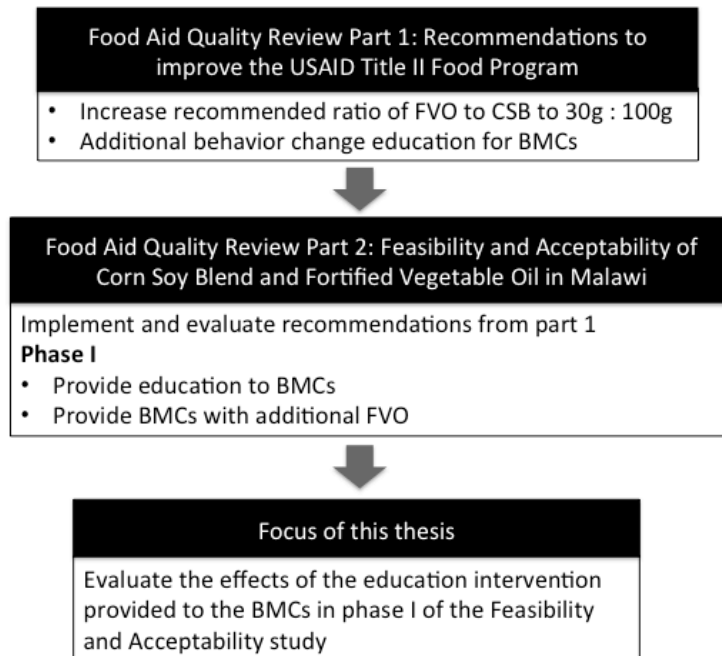 Food Aid Quality Review Part 1: Recommendations to
improve the USAID Title II Food Program
• Increase recommended ratio of FVO to CSB to 30g : 100g
• Additional behavior change education for BMCs
Food Aid Quality Review Part 2: Feasibility and Acceptability of
Corn Soy Blend and Fortified Vegetable Oil in Malawi
Implement and evaluate recommendations from part 1
Phase I
• Provide education to BMCs
• Provide BMCs with additional FVO
Focus of this thesis
Evaluate the effects of the education intervention
provided to the BMCs in phase I of the Feasibility
and Acceptability study